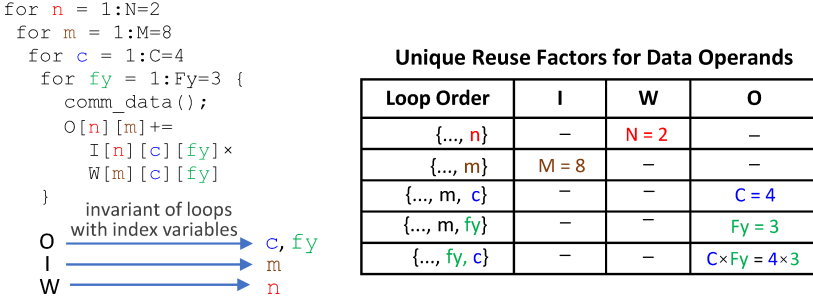 for n = 1:N=2
for m = 1:M=8
for c = 1:C=4
for fy = 1:Fy=3 {
comm_data();
O[n][m]+=
I[n][c][fy]×
W[m][c][fy]
}
invariant of loops
with index variables
O c, fy
I m
W n
Unique Reuse Factors for Data Operands
Loop Order I W O
{..., n} – N = 2 –
{..., m} M = 8 – –
{..., m, c} – – C = 4
{..., m, fy} – – Fy = 3
{..., fy, c} – – C×Fy = 4×3